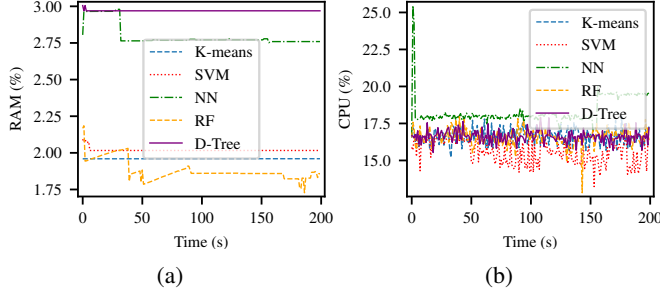 3.00
2.75
2.50
2.25
2.00
1.75
RAM (%)
K-means
SVM
NN
RF
D-Tree
0 50 100 150 200
Time (s)
(a)
25.0
22.5
20.0
17.5
15.0
CPU (%)
K-means
SVM
NN
RF
D-Tree
0 50 100 150 200
Time (s)
(b)